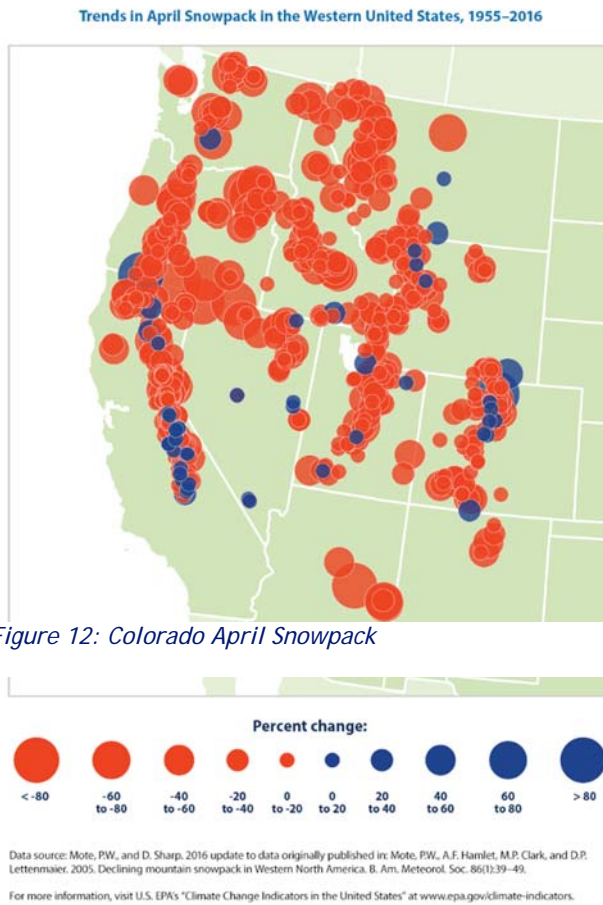 Trends in April Snowpack in the Western United States, 1955–2016
Figure 12: Colorado April Snowpack
Percent change:
< -80 -60 to -80 -40 to -60 -20 to -40 0 to -20 0 to 20 20 to 40 40 to 60 60 to 80 > 80
Data source: Mote, P.W., and D. Sharp. 2016 update to data originally published in: Mote, P.W., A.F. Hamlet, M.P. Clark, and D.P.
Lettenmaier. 2005. Declining mountain snowpack in Western North America. B. Am. Meteorol. Soc. 86(1):39–49.
For more information, visit U.S. EPA's "Climate Change Indicators in the United States" at www.epa.gov/climate-indicators.